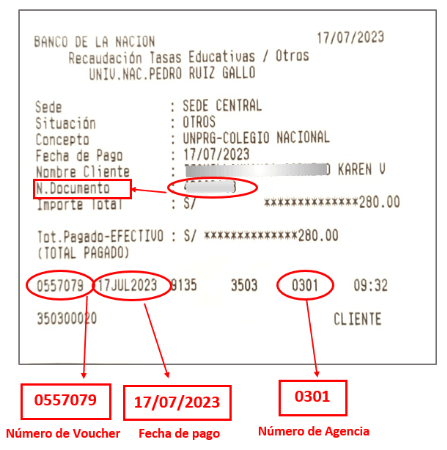 BANCO DE LA NACION 17/07/2023
Recaudación Tasas Educativas / Otros
UNIV.NAC.PEDRO RUIZ GALLO
Sede : SEDE CENTRAL
Situación : OTROS
Concepto : UNPRG-COLEGIO NACIONAL
Fecha de Pago : 17/07/2023
Nombre Cliente : KAREN V
N.Documento :
Importe Total : S/ **************280.00
Tot.Pagado-EFECTIVO : S/ **************280.00
(TOTAL PAGADO)
0557079 17JUL2023 9135 3503 0301 09:32
350300020 CLIENTE
0557079 17/07/2023 0301
Número de Voucher Fecha de pago Número de Agencia